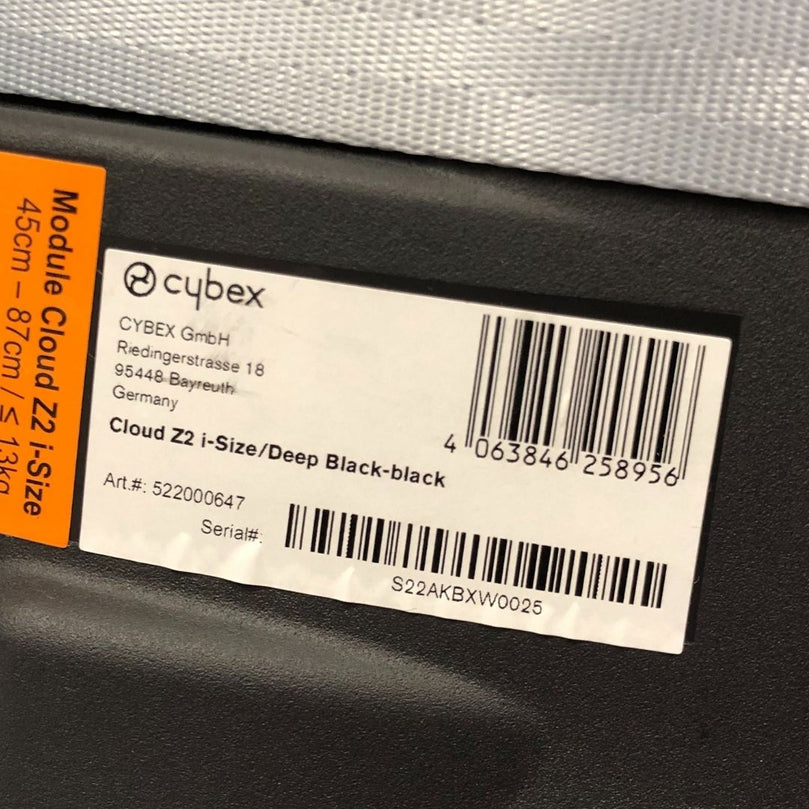 Module Cloud Z2 i-Size
45cm – 87cm / ≤ 13kg
cybex
CYBEX GmbH
Riedingerstrasse 18
95448 Bayreuth
Germany
Cloud Z2 i-Size/Deep Black-black
Art.#: 522000647
Serial#:
4 063846 258956
S22AKBXW0025